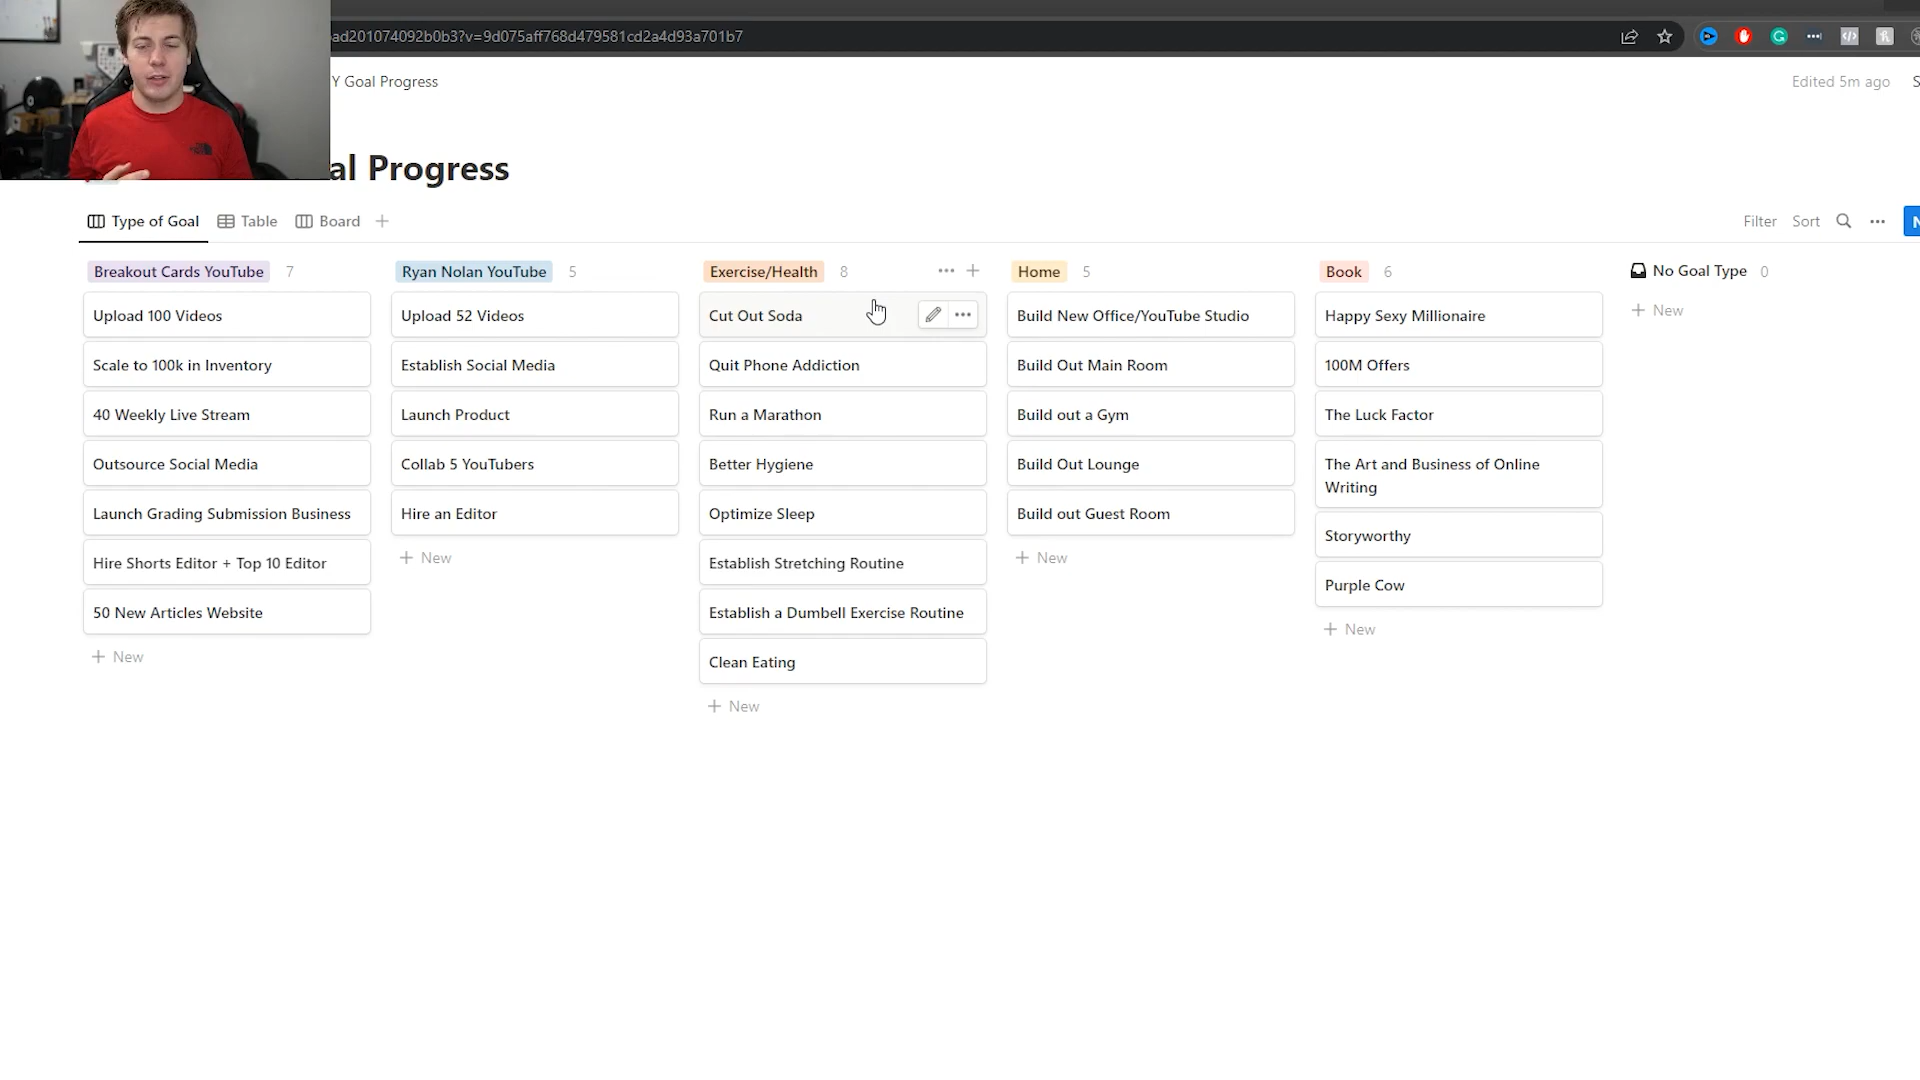 ad201074092b0b3?v=9d075aff768d479581cd2a4d93a701b7
Y Goal Progress
Edited 5m ago
al Progress
Type of Goal
Table
Board
Filter
Sort
Breakout Cards YouTube 7
Upload 100 Videos
Scale to 100k in Inventory
40 Weekly Live Stream
Outsource Social Media
Launch Grading Submission Business
Hire Shorts Editor + Top 10 Editor
50 New Articles Website
+ New
Ryan Nolan YouTube 5
Upload 52 Videos
Establish Social Media
Launch Product
Collab 5 YouTubers
Hire an Editor
+ New
Exercise/Health 8
Cut Out Soda
Quit Phone Addiction
Run a Marathon
Better Hygiene
Optimize Sleep
Establish Stretching Routine
Establish a Dumbell Exercise Routine
Clean Eating
+ New
Home 5
Build New Office/YouTube Studio
Build Out Main Room
Build out a Gym
Build Out Lounge
Build out Guest Room
+ New
Book 6
Happy Sexy Millionaire
100M Offers
The Luck Factor
The Art and Business of Online
Writing
Storyworthy
Purple Cow
+ New
No Goal Type 0
+ New